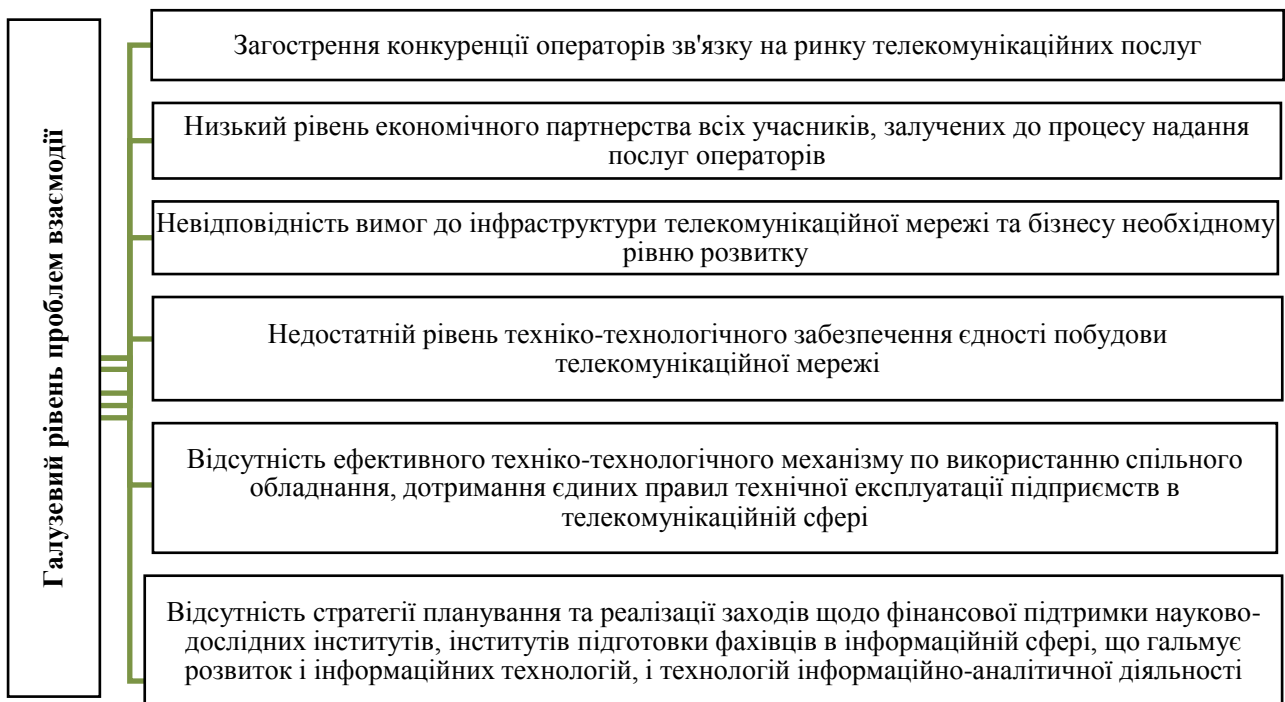 Галузевий рівень проблем взаємодії
Загострення конкуренції операторів зв'язку на ринку телекомунікаційних послуг
Низький рівень економічного партнерства всіх учасників, залучених до процесу надання
послуг операторів
Невідповідність вимог до інфраструктури телекомунікаційної мережі та бізнесу необхідному
рівню розвитку
Недостатній рівень техніко-технологічного забезпечення єдності побудови
телекомунікаційної мережі
Відсутність ефективного техніко-технологічного механізму по використанню спільного
обладнання, дотримання єдиних правил технічної експлуатації підприємств в
телекомунікаційній сфері
Відсутність стратегії планування та реалізації заходів щодо фінансової підтримки науково-
дослідних інститутів, інститутів підготовки фахівців в інформаційній сфері, що гальмує
розвиток і інформаційних технологій, і технологій інформаційно-аналітичної діяльності